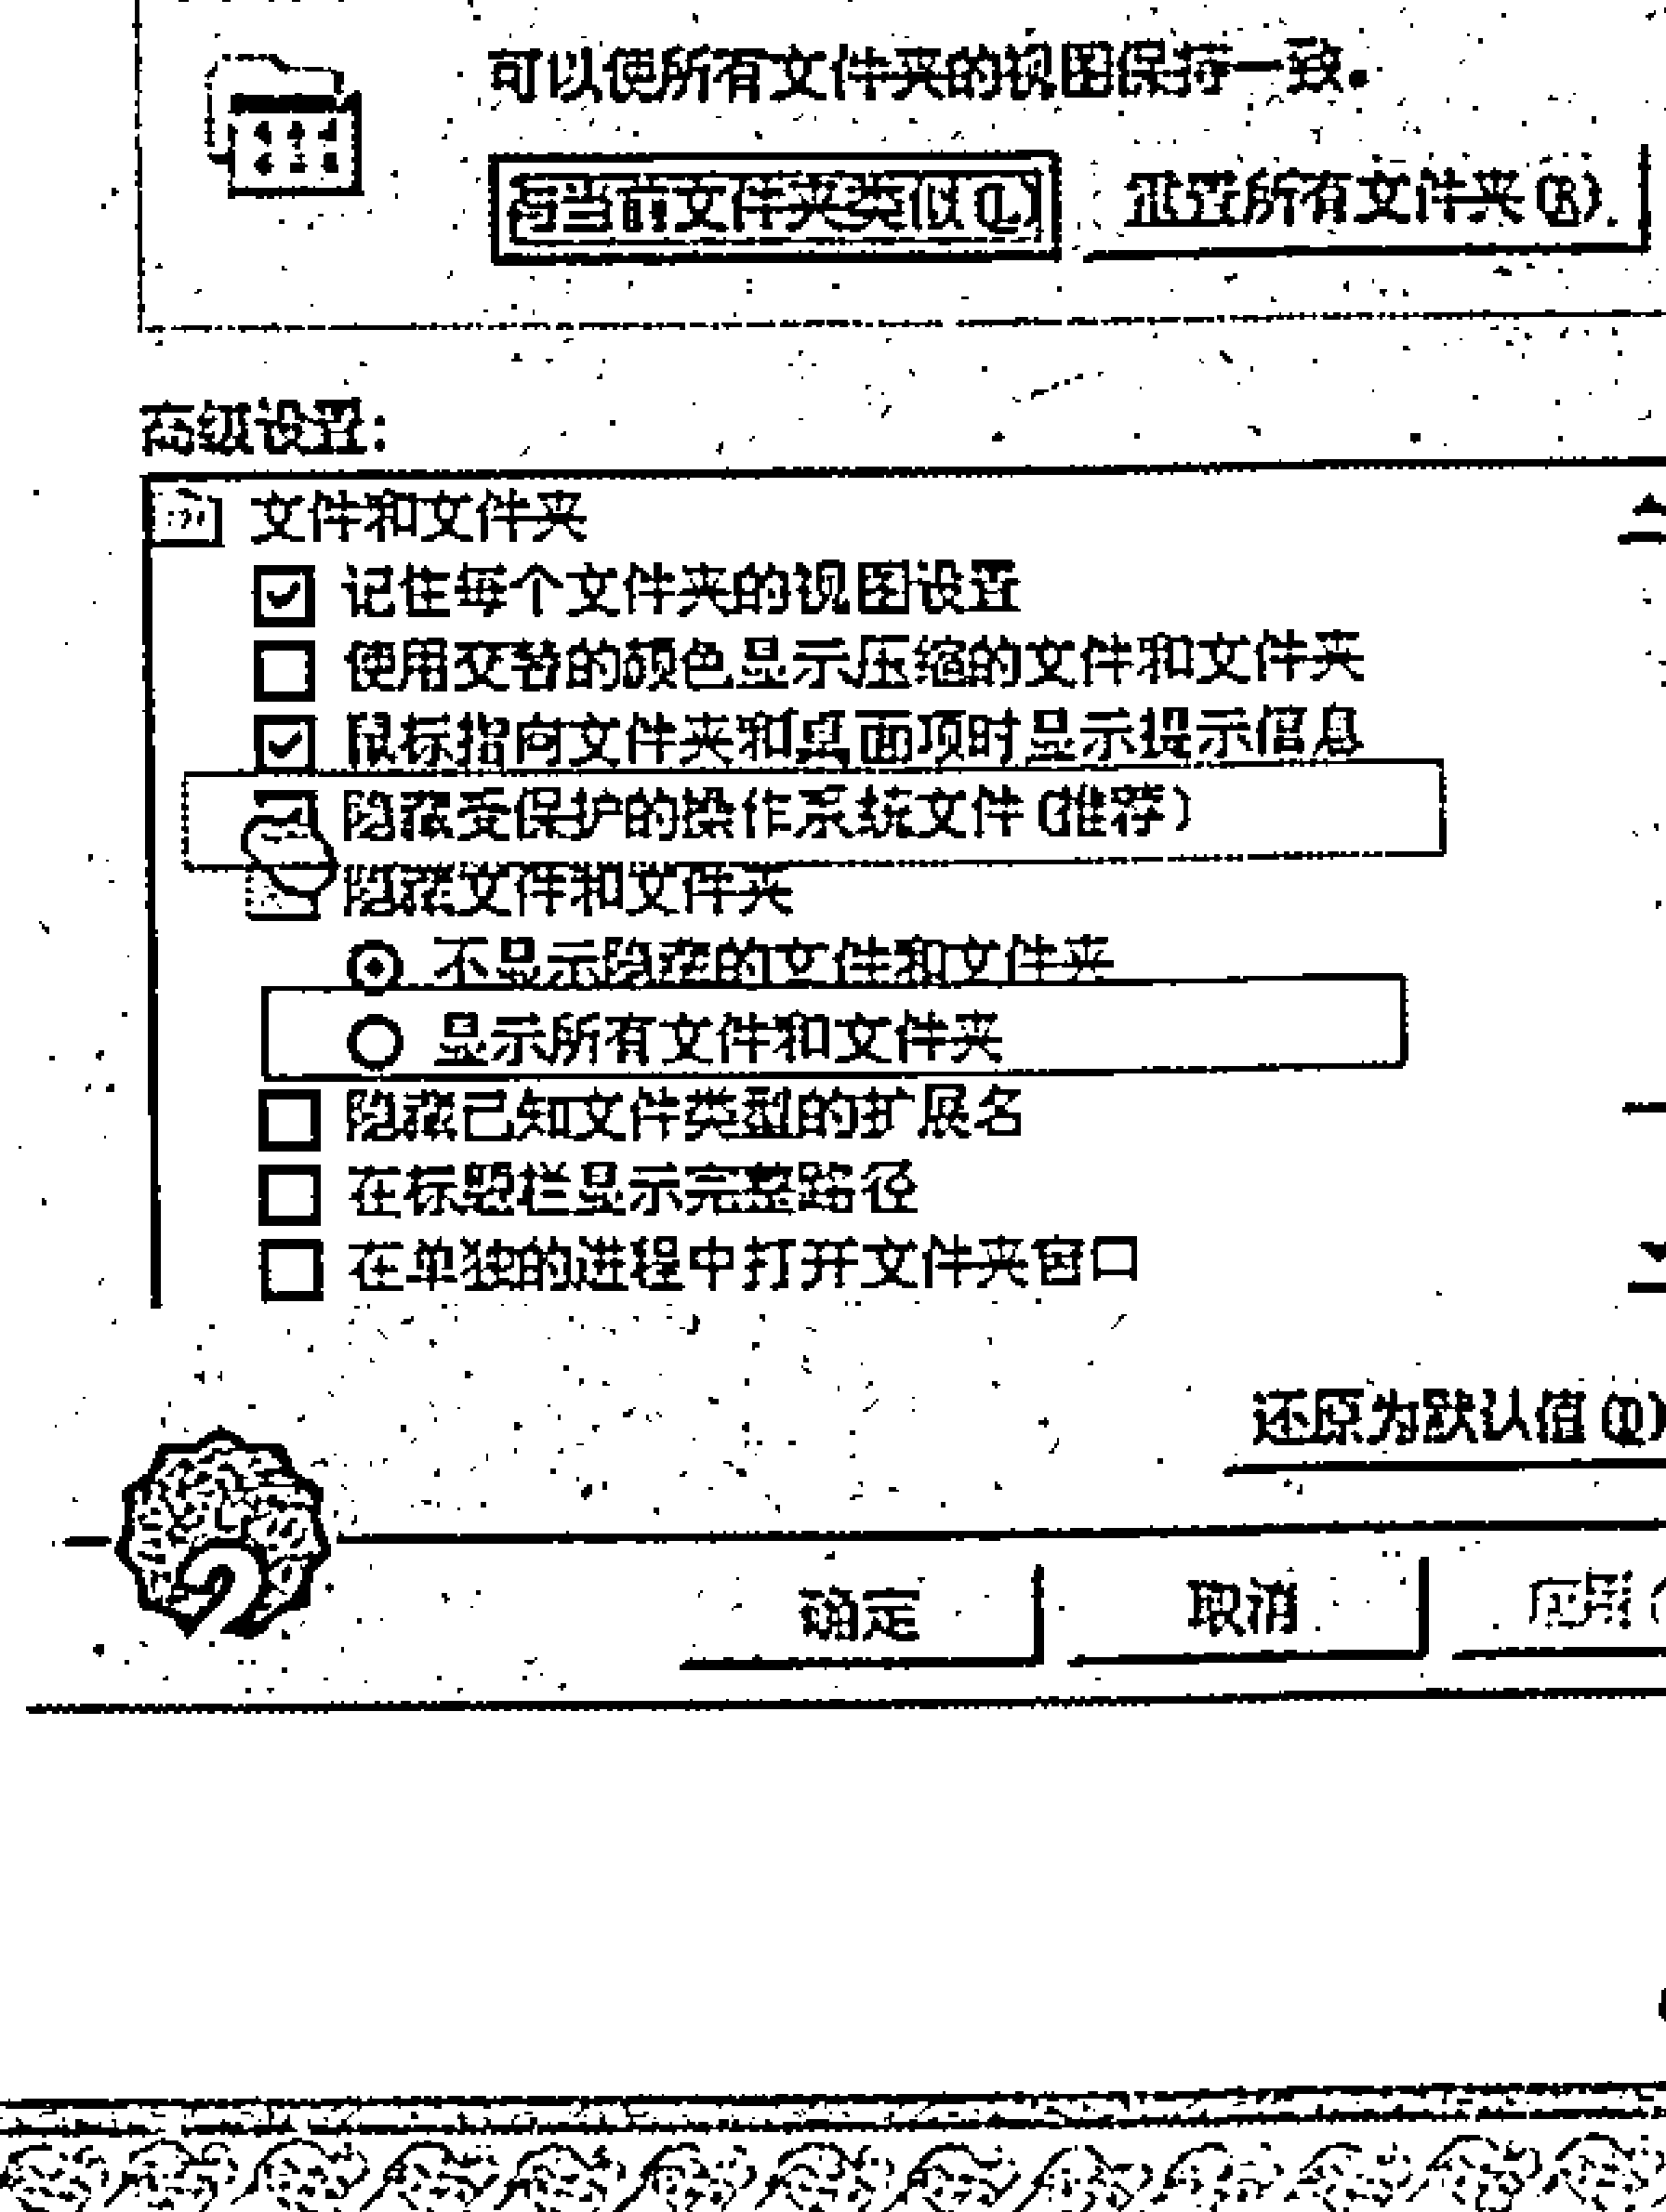 可以使所有文件夹的视图保持一致。
与当前文件夹类似(L) 重置所有文件夹(R)
高级设置:
文件和文件夹
记住每个文件夹的视图设置
使用交替的颜色显示压缩的文件和文件夹
鼠标指向文件夹和桌面项时显示提示信息
隐藏受保护的操作系统文件(推荐)
隐藏文件和文件夹
不显示隐藏的文件和文件夹
显示所有文件和文件夹
隐藏已知文件类型的扩展名
在标题栏显示完整路径
在单独的进程中打开文件夹窗口
还原为默认值(D)
2
确定 取消 应用(